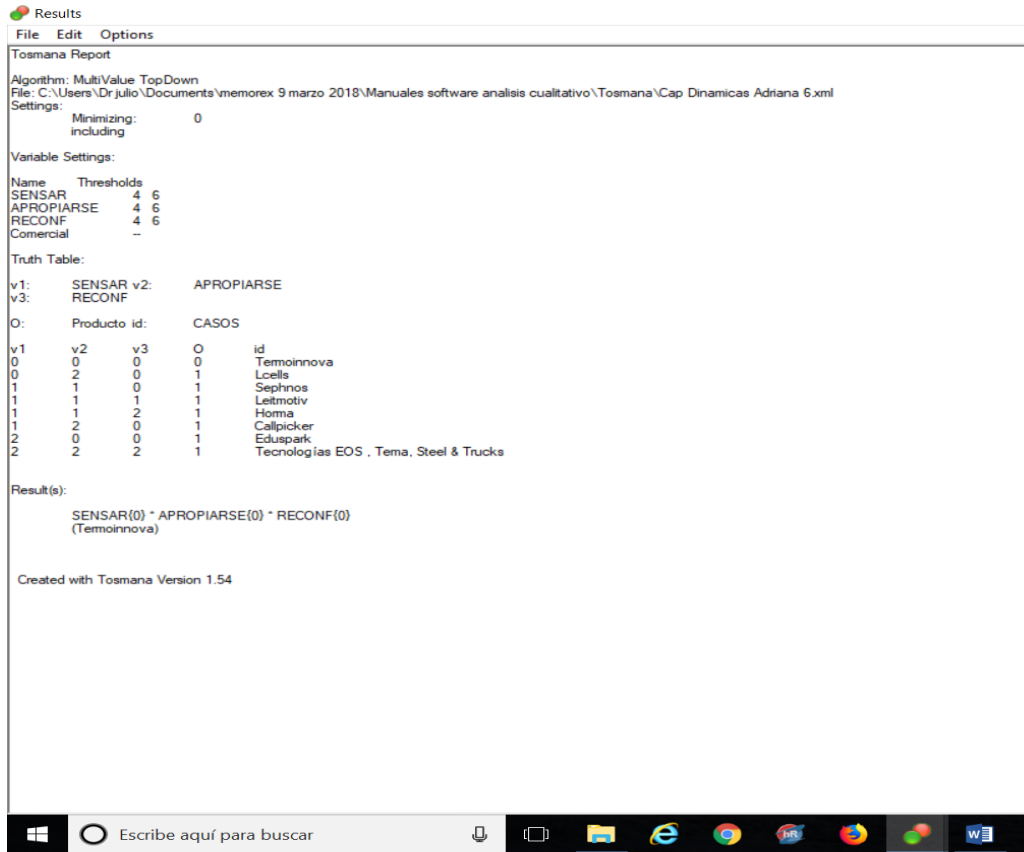 Results
File Edit Options
Tosmana Report
Algorithm: MultiValue TopDown
File: C:\Users\Dr julio\Documents\memorex 9 marzo 2018\Manuales software analisis cualitativo\Tosmana\Cap Dinamicas Adriana 6.xml
Settings:
Minimizing: 0
including
Variable Settings:
Name Thresholds
SENSAR 4 6
APROPIARSE 4 6
RECONF 4 6
Comercial --
Truth Table:
v1: SENSAR v2: APROPIARSE
v3: RECONF
O: Producto id: CASOS
v1 v2 v3 O id
0 0 0 0 Termoinnova
0 2 0 1 Lcells
1 1 0 1 Sephnos
1 1 1 1 Leitmotiv
1 1 2 1 Horma
1 2 0 1 Callpicker
2 0 0 1 Eduspark
2 2 2 1 Tecnologías EOS , Tema, Steel & Trucks
Result(s):
SENSAR{0} * APROPIARSE{0} * RECONF{0}
(Termoinnova)
Created with Tosmana Version 1.54
Escribe aquí para buscar
hR
W